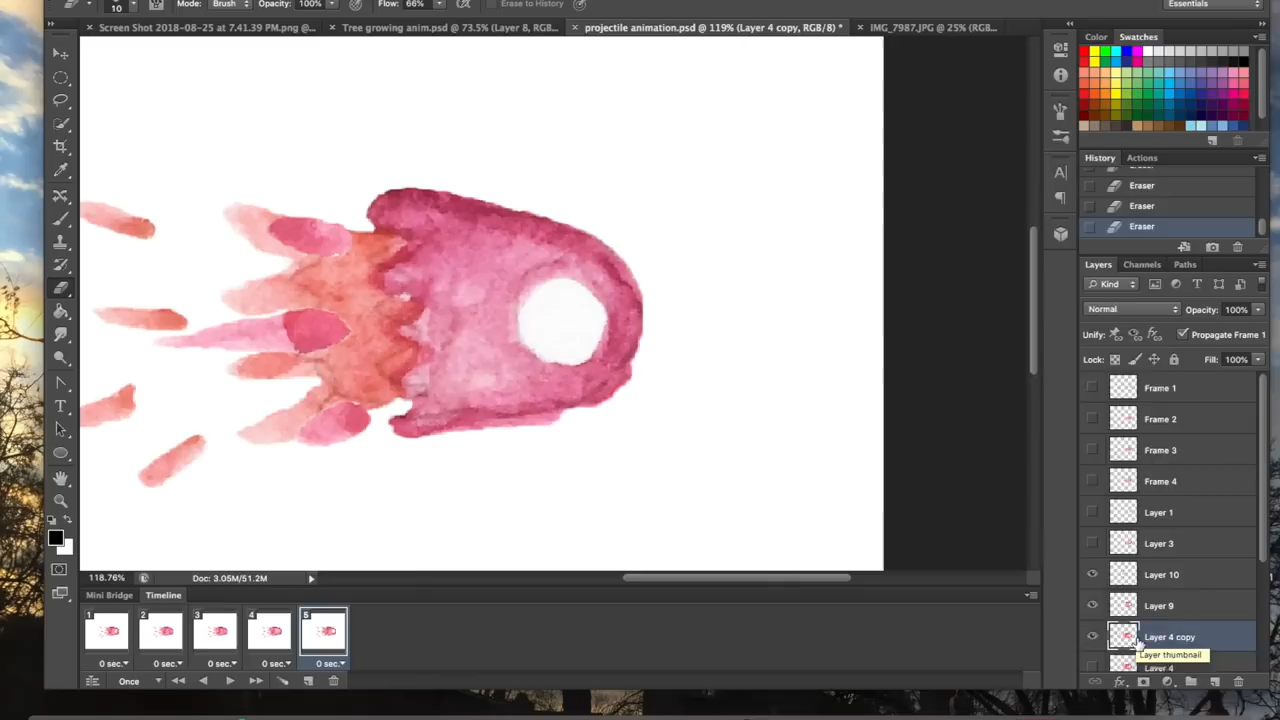 10 Mode: Brush Opacity: 100% Flow: 66% Erase to History Essentials
Screen Shot 2018-08-25 at 7.41.39 PM.png @... Tree growing anim.psd @ 73.5% (Layer 8, RGB... projectile animation.psd @ 119% (Layer 4 copy, RGB/8) * IMG_7987.JPG @ 25% (RGB...
Color Swatches
History Actions
Eraser
Eraser
Eraser
Layers Channels Paths
Kind
Normal Opacity: 100%
Unify: Propagate Frame 1
Lock: Fill: 100%
Frame 1
Frame 2
Frame 3
Frame 4
Layer 1
Layer 3
Layer 10
Layer 9
Layer 4 copy
Layer thumbnail
Layer 4
118.76% Doc: 3.05M/51.2M
Mini Bridge Timeline
1 2 3 4 5
0 sec. 0 sec. 0 sec. 0 sec. 0 sec.
Once